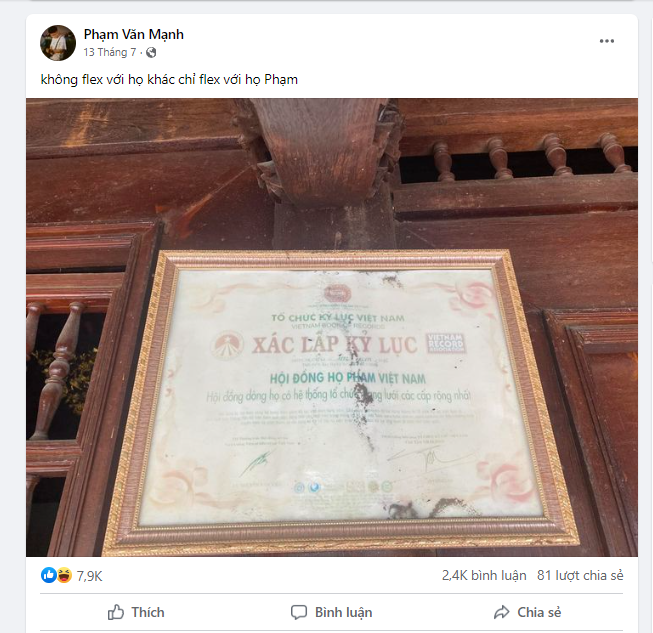 Phạm Văn Mạnh
13 Tháng 7 ·
không flex với họ khác chỉ flex với họ Phạm
TỔ CHỨC KỶ LỤC VIỆT NAM
VIETNAM BOOK OF RECORDS
XÁC LẬP KỶ LỤC
VIETNAM
RECORD
HỘI ĐỒNG HỌ PHẠM VIỆT NAM
Hội đồng dòng họ có hệ thống tổ chức mạng lưới các cấp rộng nhất
7,9K
2,4K bình luận 81 lượt chia sẻ
Thích Bình luận Chia sẻ